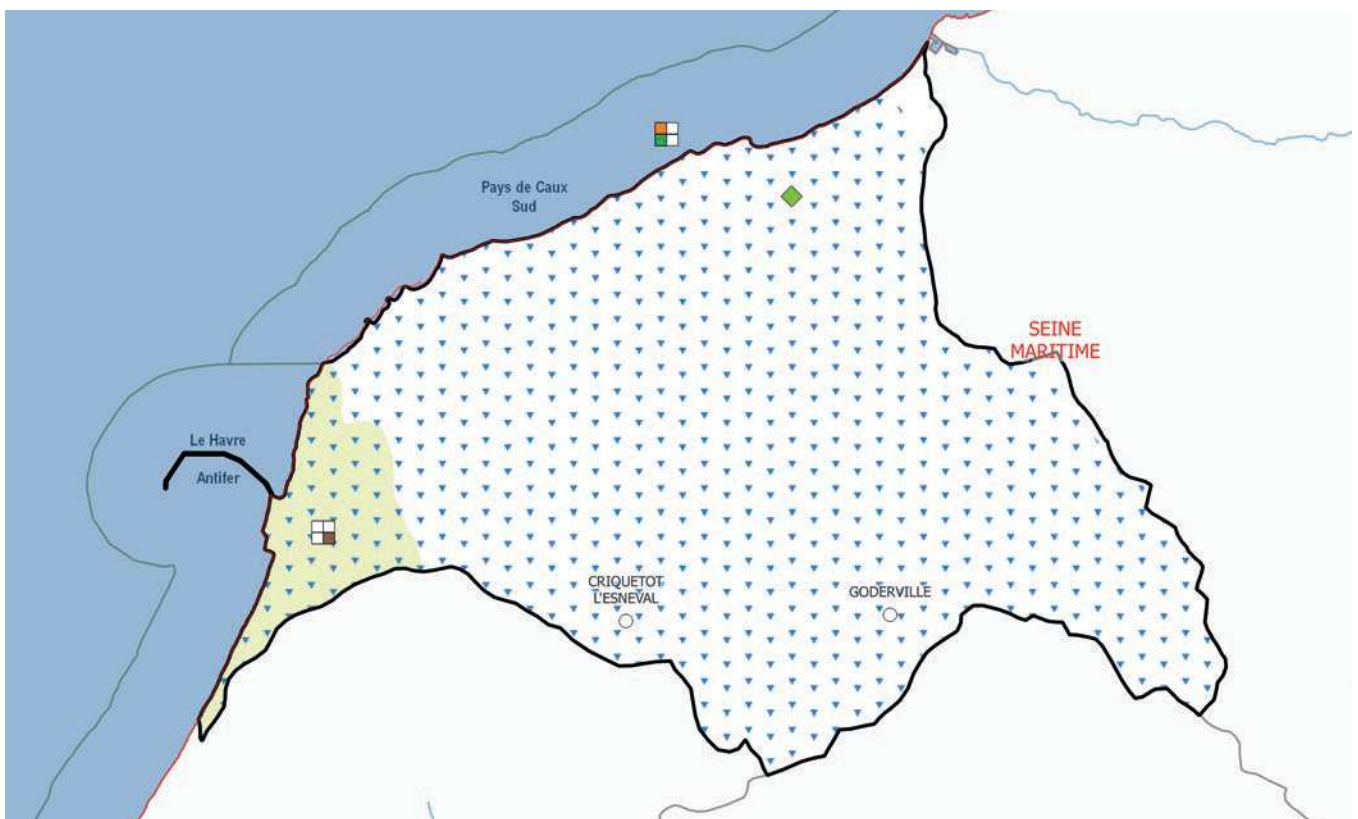 Pays de Caux
Sud
SEINE
MARITIME
Le Havre
Antifer
CRIQUETOT
L'ESNEVAL
GODERVILLE